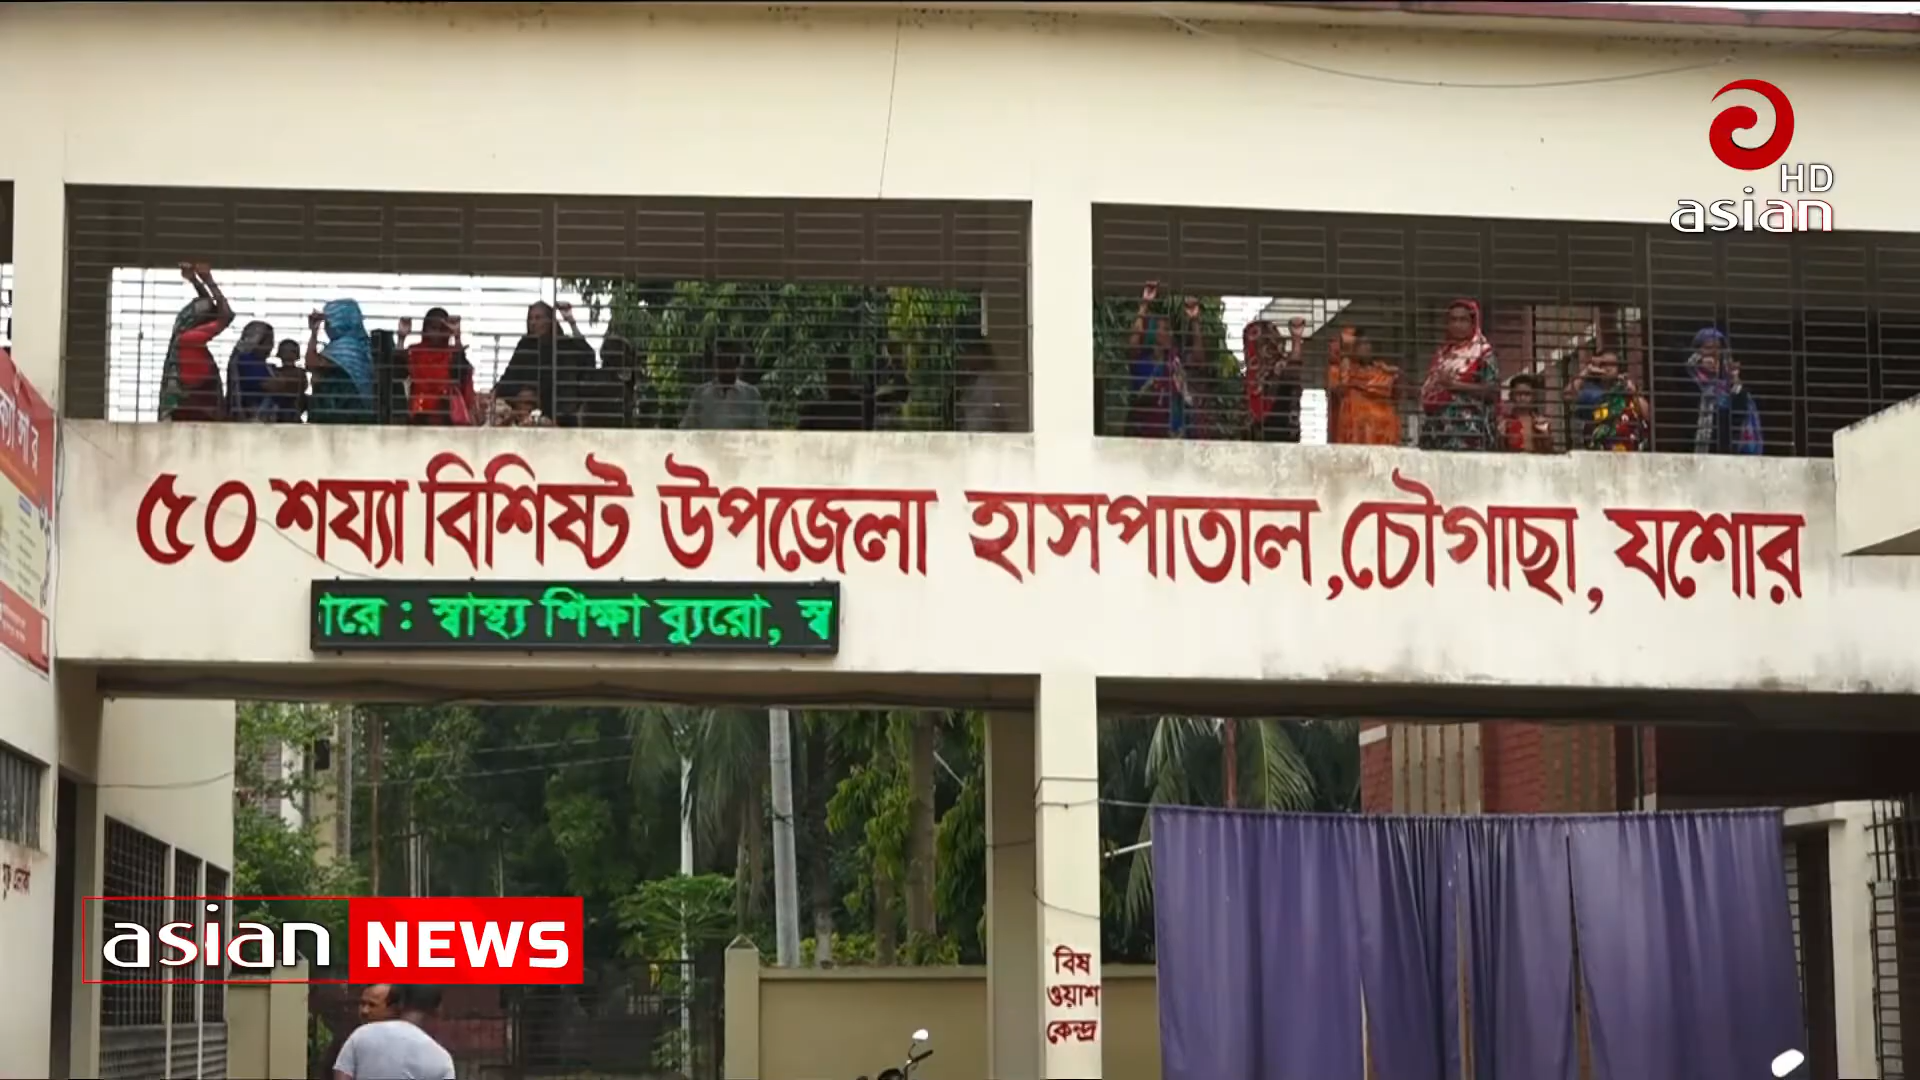 HD
asian
৫০ শয্যা বিশিষ্ট উপজেলা হাসপাতাল, চৌগাছা, যশোর
ারে : স্বাস্থ্য শিক্ষা ব্যুরো, স্ব
asian NEWS
বিষ
ওয়াশ
কেন্দ্র